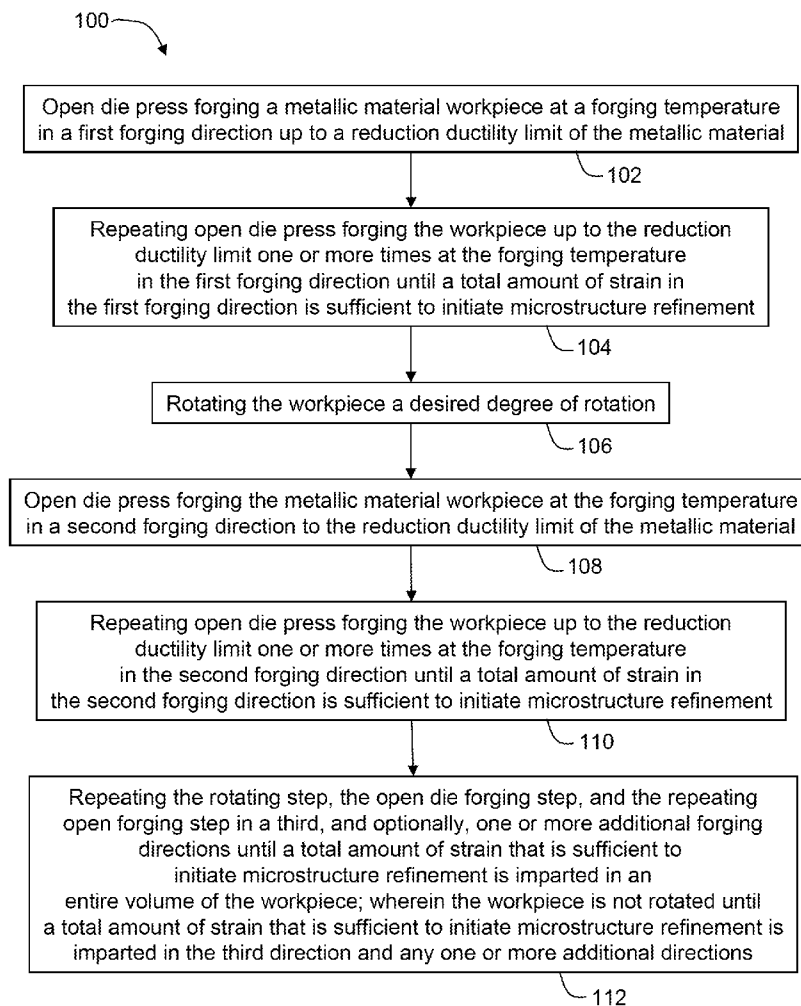 100
Open die press forging a metallic material workpiece at a forging temperature
in a first forging direction up to a reduction ductility limit of the metallic material
102
Repeating open die press forging the workpiece up to the reduction
ductility limit one or more times at the forging temperature
in the first forging direction until a total amount of strain in
the first forging direction is sufficient to initiate microstructure refinement
104
Rotating the workpiece a desired degree of rotation
106
Open die press forging the metallic material workpiece at the forging temperature
in a second forging direction to the reduction ductility limit of the metallic material
108
Repeating open die press forging the workpiece up to the reduction
ductility limit one or more times at the forging temperature
in the second forging direction until a total amount of strain in
the second forging direction is sufficient to initiate microstructure refinement
110
Repeating the rotating step, the open die forging step, and the repeating
open forging step in a third, and optionally, one or more additional forging
directions until a total amount of strain that is sufficient to
initiate microstructure refinement is imparted in an
entire volume of the workpiece; wherein the workpiece is not rotated until
a total amount of strain that is sufficient to initiate microstructure refinement is
imparted in the third direction and any one or more additional directions
112